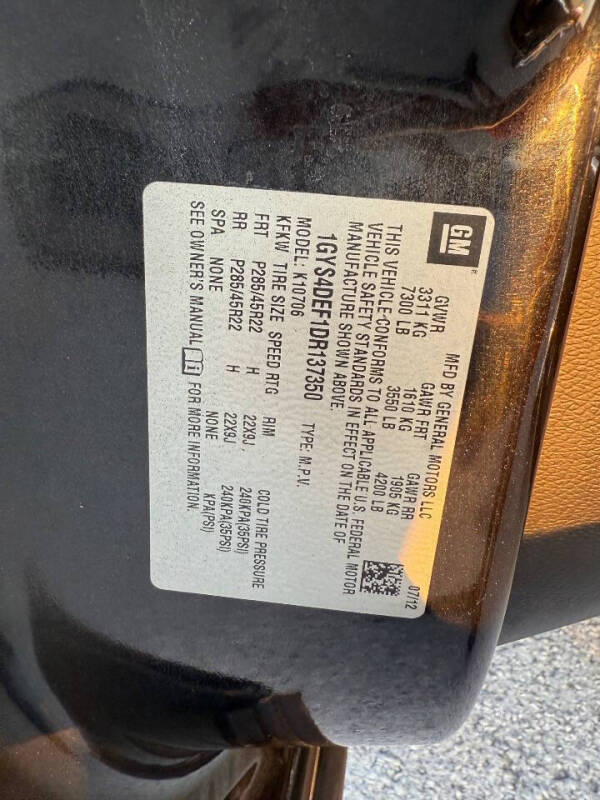 GM ®
MFD BY GENERAL MOTORS LLC 07/12
GVWR GAWR FRT GAWR RR
3311 KG 1610 KG 1905 KG
7300 LB 3550 LB 4200 LB
THIS VEHICLE CONFORMS TO ALL APPLICABLE U.S. FEDERAL MOTOR
VEHICLE SAFETY STANDARDS IN EFFECT ON THE DATE OF
MANUFACTURE SHOWN ABOVE.
1GYS4DEF1DR137350 TYPE: M.P.V.
MODEL: K10706
KFKW TIRE SIZE SPEED RTG RIM COLD TIRE PRESSURE
FRT P285/45R22 H 22X9J 240KPA(35PSI)
RR P285/45R22 H 22X9J 240KPA(35PSI)
SPA NONE NONE KPA(PSI)
SEE OWNER'S MANUAL FOR MORE INFORMATION.